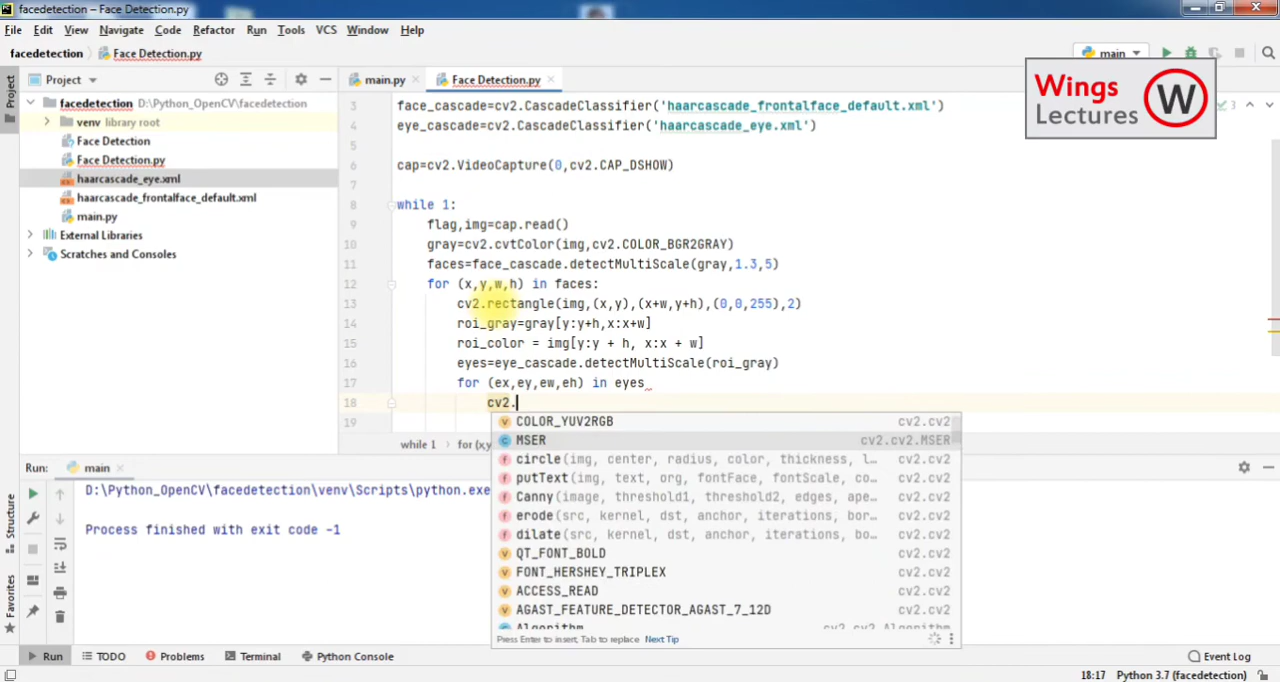 facedetection – Face Detection.py
File Edit View Navigate Code Refactor Run Tools VCS Window Help
facedetection Face Detection.py main
Wings
Lectures
W
Project
Project main.py Face Detection.py
facedetection D:\Python_OpenCV\facedetection
venv library root
Face Detection
Face Detection.py
haarcascade_eye.xml
haarcascade_frontalface_default.xml
main.py
External Libraries
Scratches and Consoles
3 face_cascade=cv2.CascadeClassifier('haarcascade_frontalface_default.xml')
4 eye_cascade=cv2.CascadeClassifier('haarcascade_eye.xml')
5
6 cap=cv2.VideoCapture(0,cv2.CAP_DSHOW)
7
8 while 1:
9 flag,img=cap.read()
10 gray=cv2.cvtColor(img,cv2.COLOR_BGR2GRAY)
11 faces=face_cascade.detectMultiScale(gray,1.3,5)
12 for (x,y,w,h) in faces:
13 cv2.rectangle(img,(x,y),(x+w,y+h),(0,0,255),2)
14 roi_gray=gray[y:y+h,x:x+w]
15 roi_color = img[y:y + h, x:x + w]
16 eyes=eye_cascade.detectMultiScale(roi_gray)
17 for (ex,ey,ew,eh) in eyes
18 cv2.
19
3
while 1 › for (x,y
COLOR_YUV2RGB cv2.cv2
MSER cv2.cv2.MSER
circle(img, center, radius, color, thickness, l… cv2.cv2
putText(img, text, org, fontFace, fontScale, co… cv2.cv2
Canny(image, threshold1, threshold2, edges, ape… cv2.cv2
erode(src, kernel, dst, anchor, iterations, bor… cv2.cv2
dilate(src, kernel, dst, anchor, iterations, bo… cv2.cv2
QT_FONT_BOLD cv2.cv2
FONT_HERSHEY_TRIPLEX cv2.cv2
ACCESS_READ cv2.cv2
AGAST_FEATURE_DETECTOR_AGAST_7_12D cv2.cv2
Algorithm cv2.cv2.Algorithm
Press Enter to insert, Tab to replace Next Tip
Run: main
D:\Python_OpenCV\facedetection\venv\Scripts\python.exe
Process finished with exit code -1
Structure
Favorites
Run TODO Problems Terminal Python Console Event Log
18:17 Python 3.7 (facedetection)